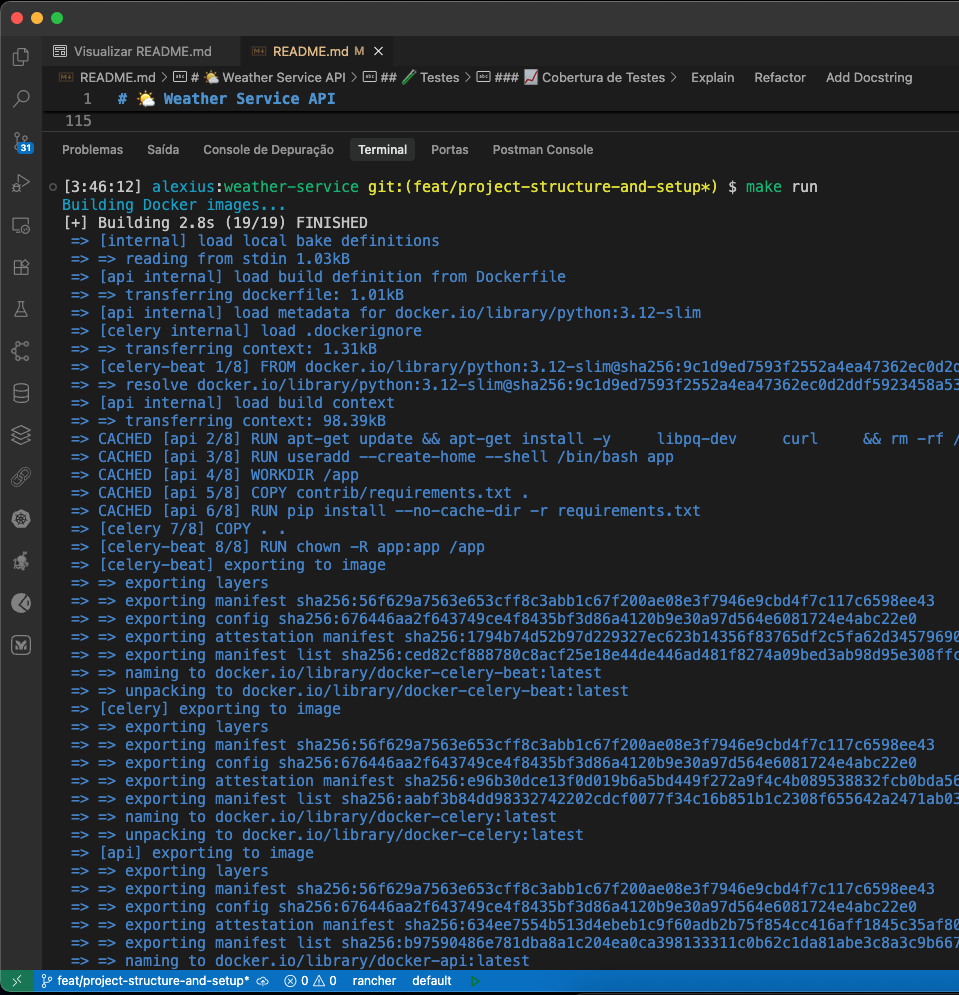 Visualizar README.md
README.md M
README.md > # 🌤️ Weather Service API > ## 🧪 Testes > ### 📈 Cobertura de Testes > Explain Refactor Add Docstring
1 # 🌤️ Weather Service API
115
Problemas Saída Console de Depuração Terminal Portas Postman Console
[3:46:12] alexius:weather-service git:(feat/project-structure-and-setup*) $ make run
31
Building Docker images...
[+] Building 2.8s (19/19) FINISHED
=> [internal] load local bake definitions
=> => reading from stdin 1.03kB
=> [api internal] load build definition from Dockerfile
=> => transferring dockerfile: 1.01kB
=> [api internal] load metadata for docker.io/library/python:3.12-slim
=> [celery internal] load .dockerignore
=> => transferring context: 1.31kB
=> [celery-beat 1/8] FROM docker.io/library/python:3.12-slim@sha256:9c1d9ed7593f2552a4ea47362ec0d2d
=> => resolve docker.io/library/python:3.12-slim@sha256:9c1d9ed7593f2552a4ea47362ec0d2ddf5923458a53
=> [api internal] load build context
=> => transferring context: 98.39kB
=> CACHED [api 2/8] RUN apt-get update && apt-get install -y libpq-dev curl && rm -rf /
=> CACHED [api 3/8] RUN useradd --create-home --shell /bin/bash app
=> CACHED [api 4/8] WORKDIR /app
=> CACHED [api 5/8] COPY contrib/requirements.txt .
=> CACHED [api 6/8] RUN pip install --no-cache-dir -r requirements.txt
=> [celery 7/8] COPY . .
=> [celery-beat 8/8] RUN chown -R app:app /app
=> [celery-beat] exporting to image
=> => exporting layers
=> => exporting manifest sha256:56f629a7563e653cff8c3abb1c67f200ae08e3f7946e9cbd4f7c117c6598ee43
=> => exporting config sha256:676446aa2f643749ce4f8435bf3d86a4120b9e30a97d564e6081724e4abc22e0
=> => exporting attestation manifest sha256:1794b74d52b97d229327ec623b14356f83765df2c5fa62d34579690
=> => exporting manifest list sha256:ced82cf888780c8acf25e18e44de446ad481f8274a09bed3ab98d95e308ffc
=> => naming to docker.io/library/docker-celery-beat:latest
=> => unpacking to docker.io/library/docker-celery-beat:latest
=> [celery] exporting to image
=> => exporting layers
=> => exporting manifest sha256:56f629a7563e653cff8c3abb1c67f200ae08e3f7946e9cbd4f7c117c6598ee43
=> => exporting config sha256:676446aa2f643749ce4f8435bf3d86a4120b9e30a97d564e6081724e4abc22e0
=> => exporting attestation manifest sha256:e96b30dce13f0d019b6a5bd449f272a9f4c4b089538832fcb0bda56
=> => exporting manifest list sha256:aabf3b84dd98332742202cdcf0077f34c16b851b1c2308f655642a2471ab03
=> => naming to docker.io/library/docker-celery:latest
=> => unpacking to docker.io/library/docker-celery:latest
=> [api] exporting to image
=> => exporting layers
=> => exporting manifest sha256:56f629a7563e653cff8c3abb1c67f200ae08e3f7946e9cbd4f7c117c6598ee43
=> => exporting config sha256:676446aa2f643749ce4f8435bf3d86a4120b9e30a97d564e6081724e4abc22e0
=> => exporting attestation manifest sha256:634ee7554b513d4ebeb1c9f60adb2b75f854cc416aff1845c35af80
=> => exporting manifest list sha256:b97590486e781dba8a1c204ea0ca398133311c0b62c1da81abe3c8a3c9b667
=> => naming to docker.io/library/docker-api:latest
feat/project-structure-and-setup* 0 0 rancher default